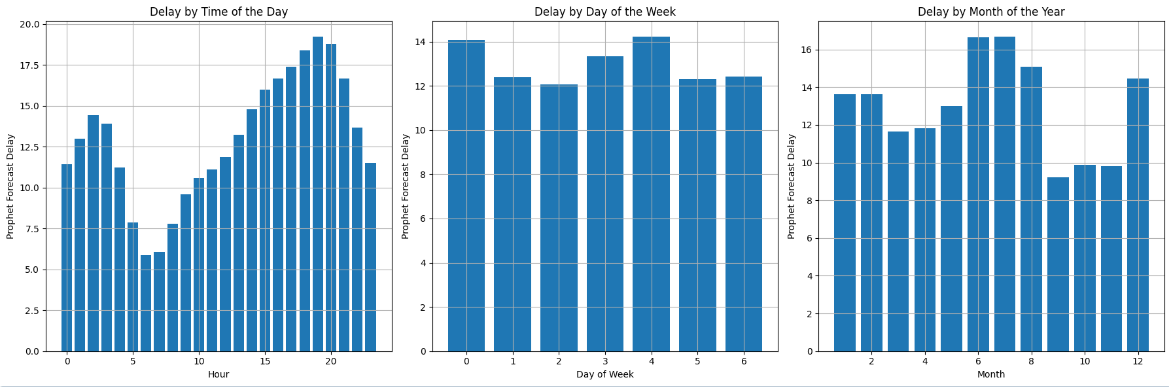 Delay by Time of the Day
Prophet Forecast Delay
20.0
17.5
15.0
12.5
10.0
7.5
5.0
2.5
0.0
0 5 10 15 20
Hour
Delay by Day of the Week
Prophet Forecast Delay
14
12
10
8
6
4
2
0
0 1 2 3 4 5 6
Day of Week
Delay by Month of the Year
Prophet Forecast Delay
16
14
12
10
8
6
4
2
0
2 4 6 8 10 12
Month